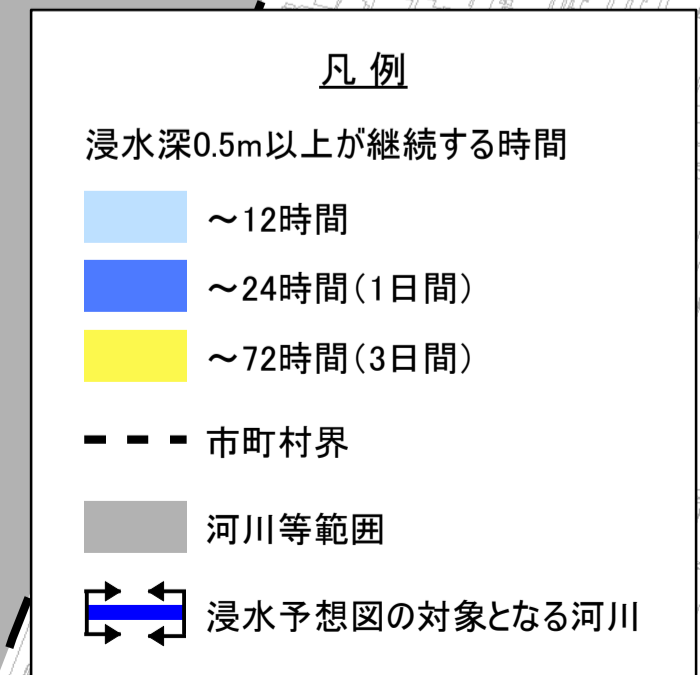 凡 例
浸水深0.5m以上が継続する時間
～12時間
～24時間（1日間）
～72時間（3日間）
市町村界
河川等範囲
浸水予想図の対象となる河川